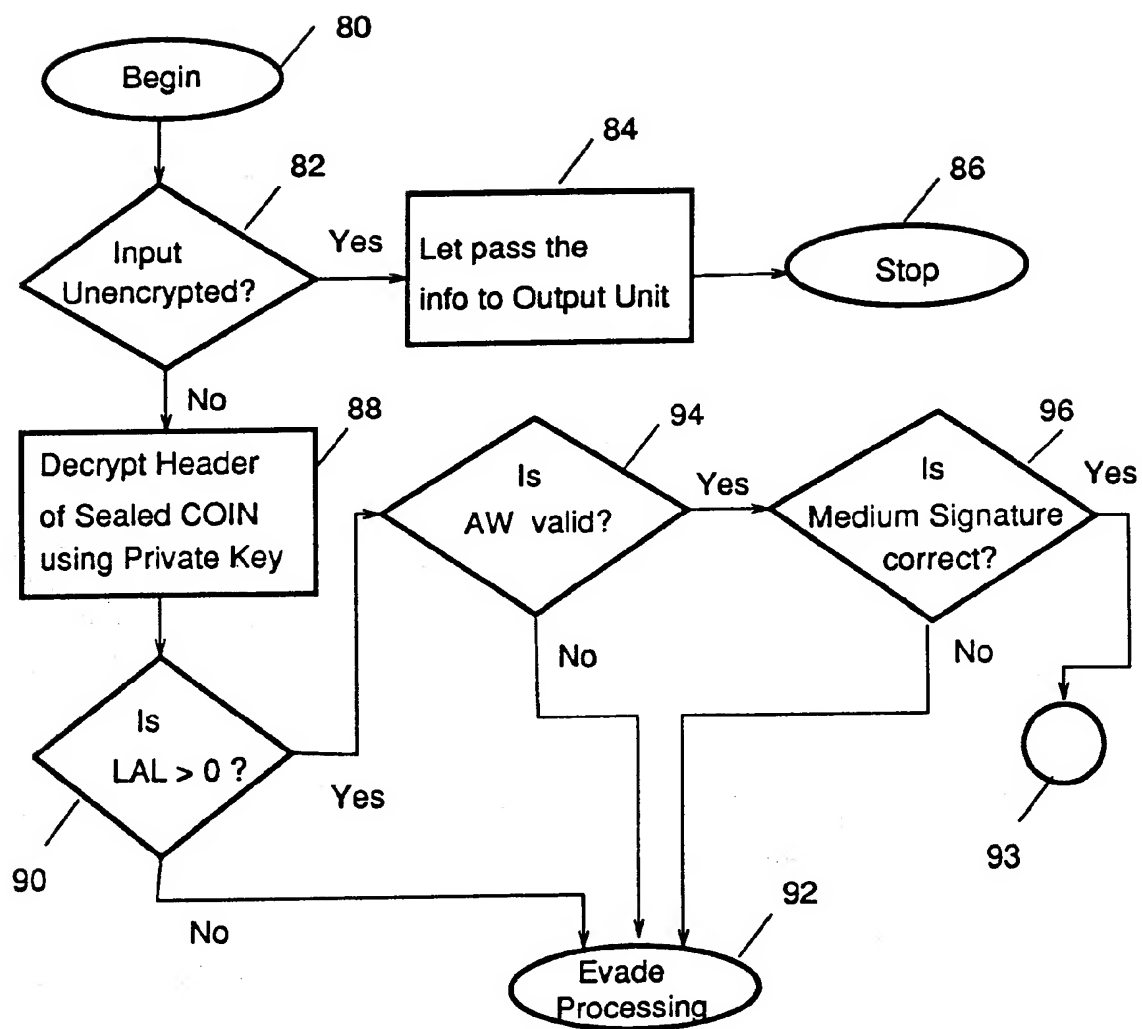 80
Begin
82
Input
Unencrypted?
Yes
84
Let pass the
info to Output Unit
86
Stop
No
88
Decrypt Header
of Sealed COIN
using Private Key
94
Is
AW valid?
Yes
96
Is
Medium Signature
correct?
Yes
No
No
Is
LAL > 0 ?
Yes
90
No
93
92
Evade
Processing